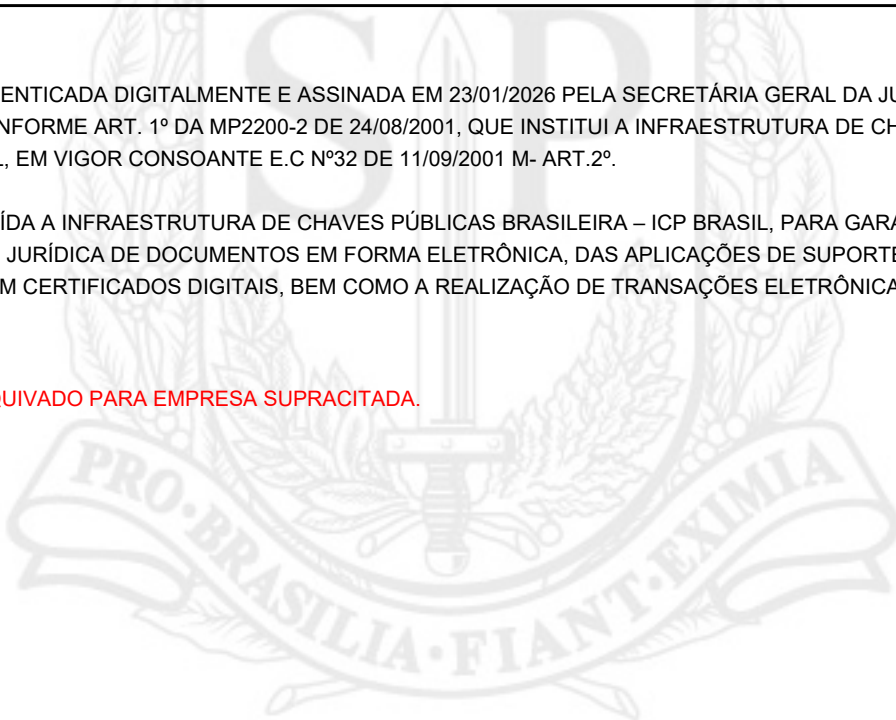 SP
ENTICADA DIGITALMENTE E ASSINADA EM 23/01/2026 PELA SECRETÁRIA GERAL DA JU
NFORME ART. 1º DA MP2200-2 DE 24/08/2001, QUE INSTITUI A INFRAESTRUTURA DE CH
L, EM VIGOR CONSOANTE E.C Nº32 DE 11/09/2001 M- ART.2º.
ÍDA A INFRAESTRUTURA DE CHAVES PÚBLICAS BRASILEIRA – ICP BRASIL, PARA GARA
JURÍDICA DE DOCUMENTOS EM FORMA ELETRÔNICA, DAS APLICAÇÕES DE SUPORTE
M CERTIFICADOS DIGITAIS, BEM COMO A REALIZAÇÃO DE TRANSAÇÕES ELETRÔNICA
QUIVADO PARA EMPRESA SUPRACITADA.
PRO·BRASILIA·FIANT·EXIMIA